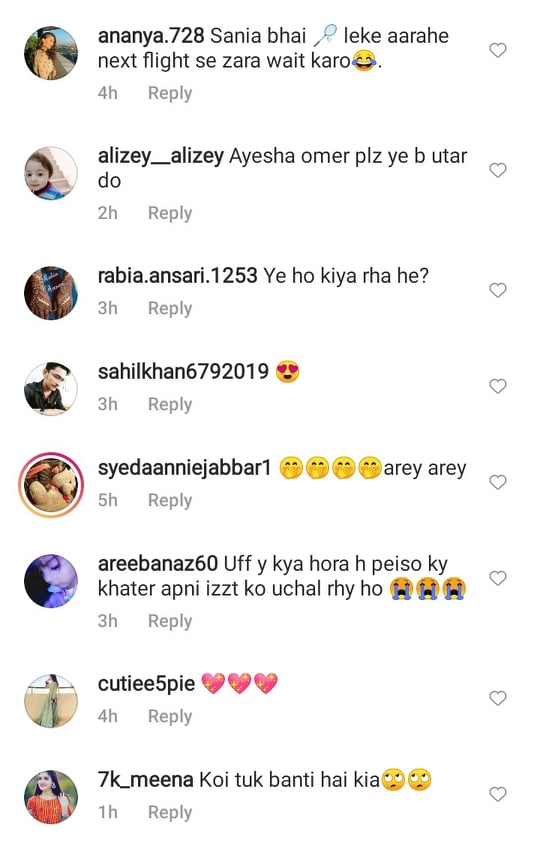 ananya.728 Sania bhai 🏸 leke aarahe
next flight se zara wait karo😂.
4h Reply
alizey__alizey Ayesha omer plz ye b utar
do
2h Reply
rabia.ansari.1253 Ye ho kiya rha he?
3h Reply
sahilkhan6792019 😍
3h Reply
syedaanniejabbar1 🤭🤭🤭🤭arey arey
5h Reply
areebanaz60 Uff y kya hora h peiso ky
khater apni izzt ko uchal rhy ho 😭😭😭
3h Reply
cutiee5pie 💖💖💖
4h Reply
7k_meena Koi tuk banti hai kia🙄🙄
1h Reply